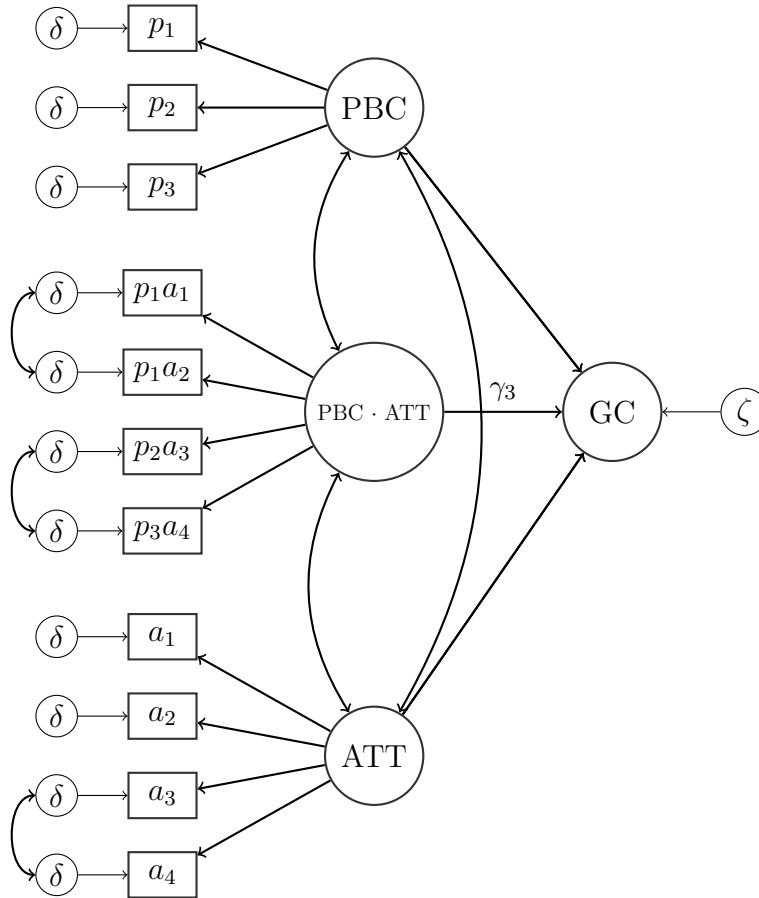 δ p₁
PBC
δ p₂
δ p₃
δ p₁a₁
δ p₁a₂
γ₃
PBC · ATT
GC
ζ
δ p₂a₃
δ p₃a₄
δ a₁
δ a₂
ATT
δ a₃
δ a₄